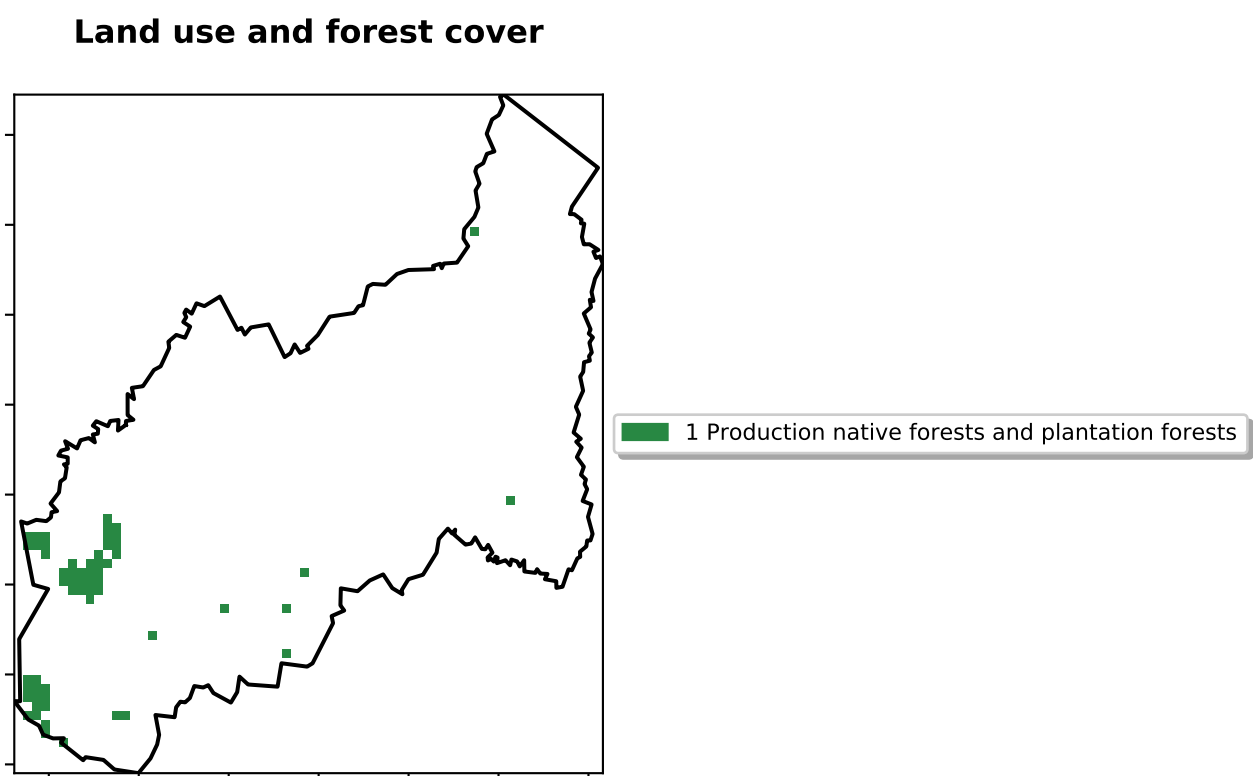 Land use and forest cover
1 Production native forests and plantation forests